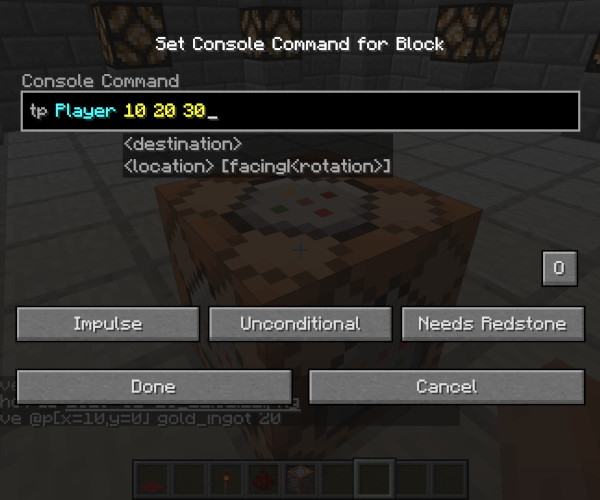 Set Console Command for Block
Console Command
tp Player 10 20 30_
<destination>
<location> [facing|<rotation>]
O
Impulse
Unconditional
Needs Redstone
Done
Cancel
ve @p[x=10,y=0] gold_ingot 20